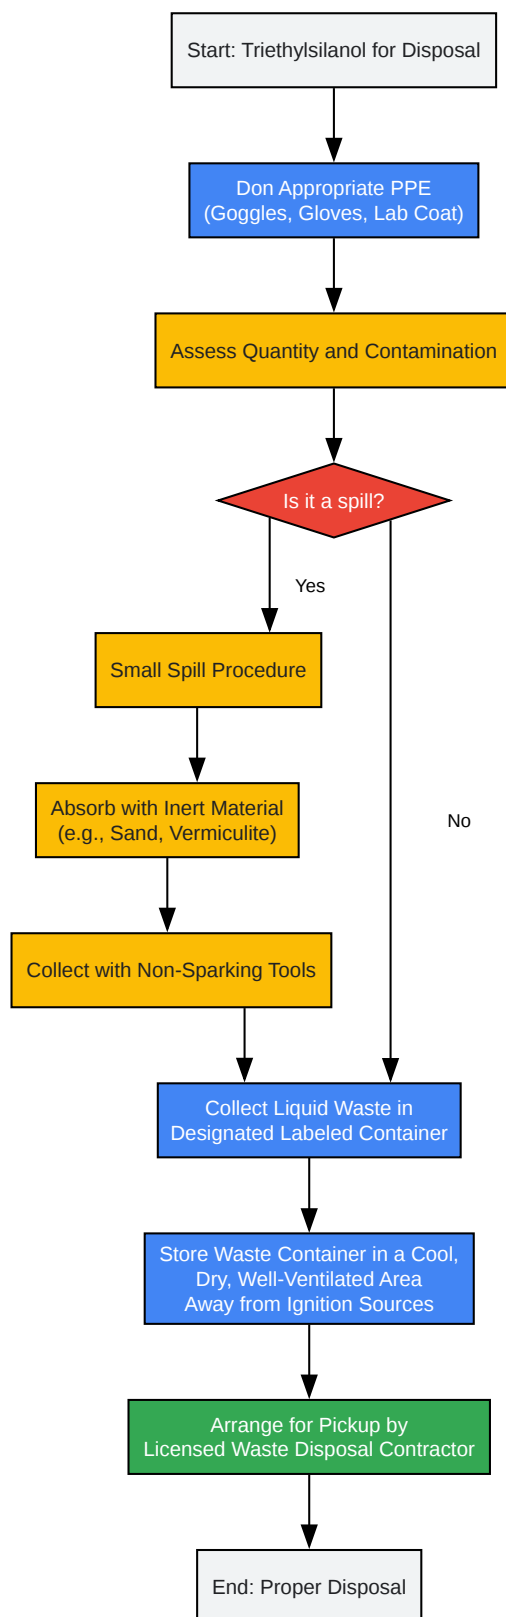 Start: Triethylsilanol for Disposal
Don Appropriate PPE
(Goggles, Gloves, Lab Coat)
Assess Quantity and Contamination
Is it a spill?
Yes
Small Spill Procedure
Absorb with Inert Material
(e.g., Sand, Vermiculite)
No
Collect with Non-Sparking Tools
Collect Liquid Waste in
Designated Labeled Container
Store Waste Container in a Cool,
Dry, Well-Ventilated Area
Away from Ignition Sources
Arrange for Pickup by
Licensed Waste Disposal Contractor
End: Proper Disposal